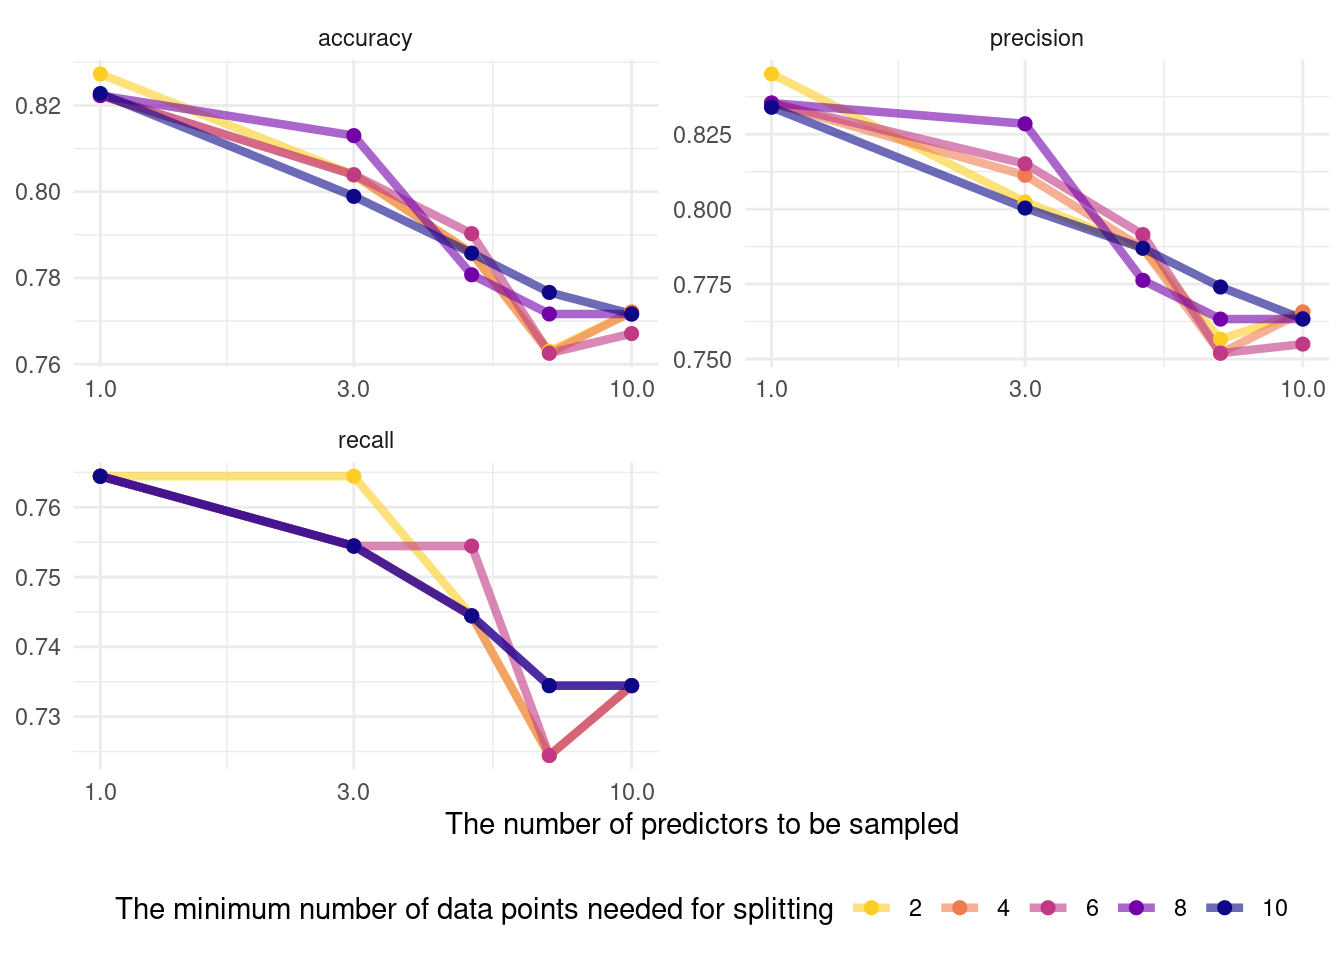 accuracy
0.82
0.80
0.78
0.76
1.0 3.0 10.0
precision
0.825
0.800
0.775
0.750
1.0 3.0 10.0
recall
0.76
0.75
0.74
0.73
1.0 3.0 10.0
The number of predictors to be sampled
The minimum number of data points needed for splitting 2 4 6 8 10